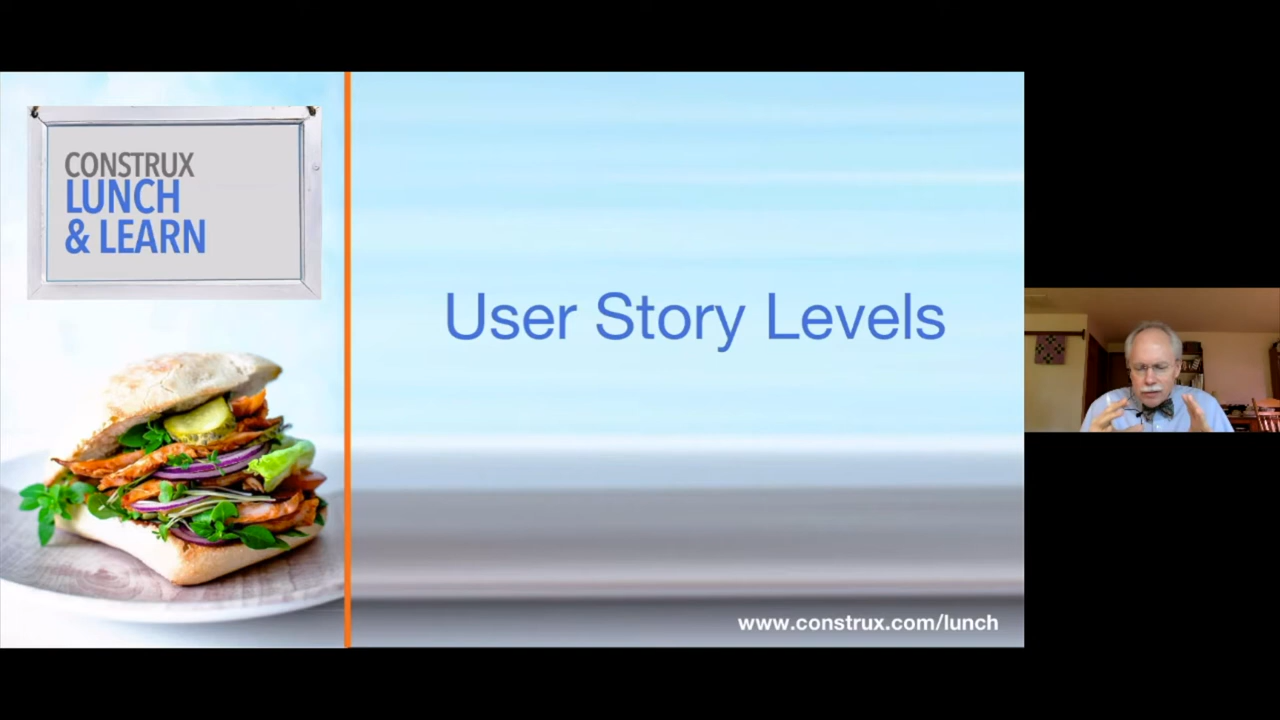 CONSTRUX
LUNCH
& LEARN
User Story Levels
www.construx.com/lunch